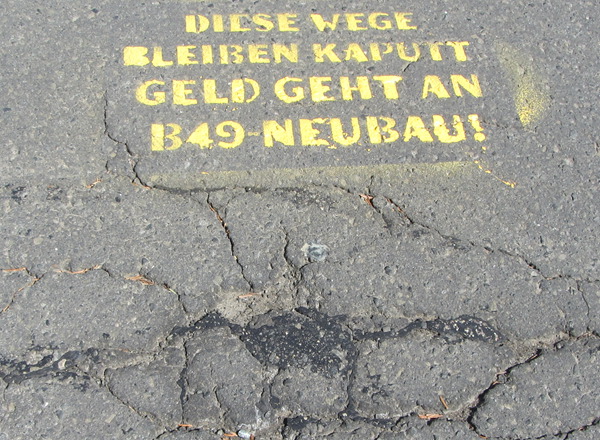 DIESE WEGE
BLEIBEN KAPUTT
GELD GEHT AN
B49-NEUBAU!